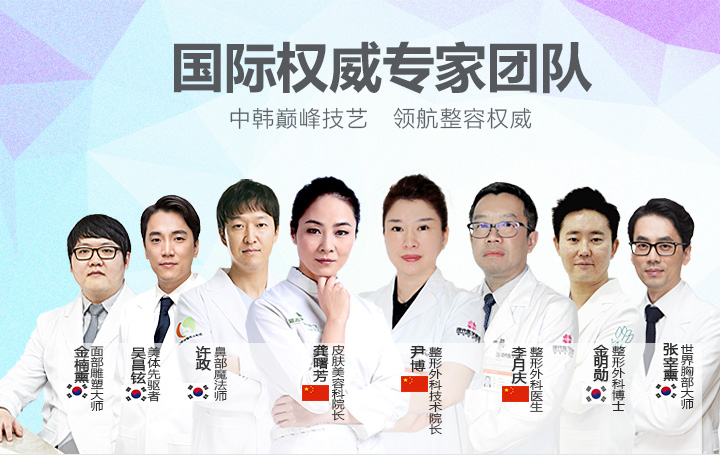 国际权威专家团队
中韩巅峰技艺 领航整容权威
面部雕塑大师
金楠熏
美体先驱者
吴昌铉
鼻部魔法师
许政
皮肤美容科院长
龚曙芳
整形外科技术院长
尹博
整形外科医生
李月庆
整形外科博士
金明勋
世界胸部大师
张宰熏